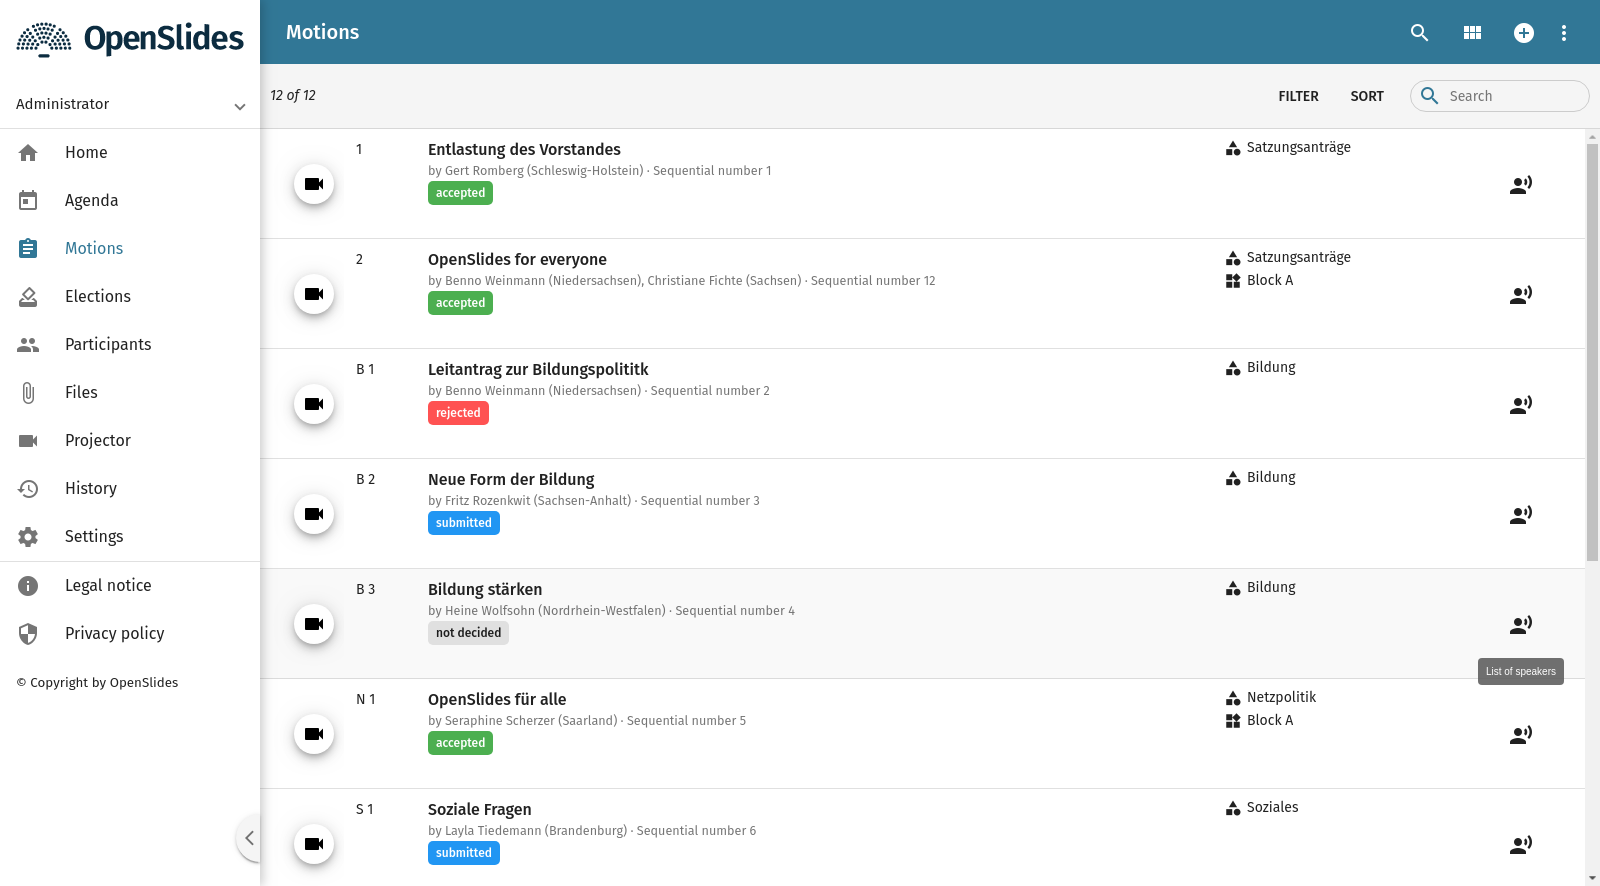 OpenSlides
Motions
Administrator
12 of 12
FILTER
SORT
Search
Home
Agenda
Motions
Elections
Participants
Files
Projector
History
Settings
Legal notice
Privacy policy
© Copyright by OpenSlides
1
Entlastung des Vorstandes
by Gert Romberg (Schleswig-Holstein) · Sequential number 1
accepted
Satzungsanträge
2
OpenSlides for everyone
by Benno Weinmann (Niedersachsen), Christiane Fichte (Sachsen) · Sequential number 12
accepted
Satzungsanträge
Block A
B 1
Leitantrag zur Bildungspolititk
by Benno Weinmann (Niedersachsen) · Sequential number 2
rejected
Bildung
B 2
Neue Form der Bildung
by Fritz Rozenkwit (Sachsen-Anhalt) · Sequential number 3
submitted
Bildung
B 3
Bildung stärken
by Heine Wolfsohn (Nordrhein-Westfalen) · Sequential number 4
not decided
Bildung
List of speakers
N 1
OpenSlides für alle
by Seraphine Scherzer (Saarland) · Sequential number 5
accepted
Netzpolitik
Block A
S 1
Soziale Fragen
by Layla Tiedemann (Brandenburg) · Sequential number 6
submitted
Soziales